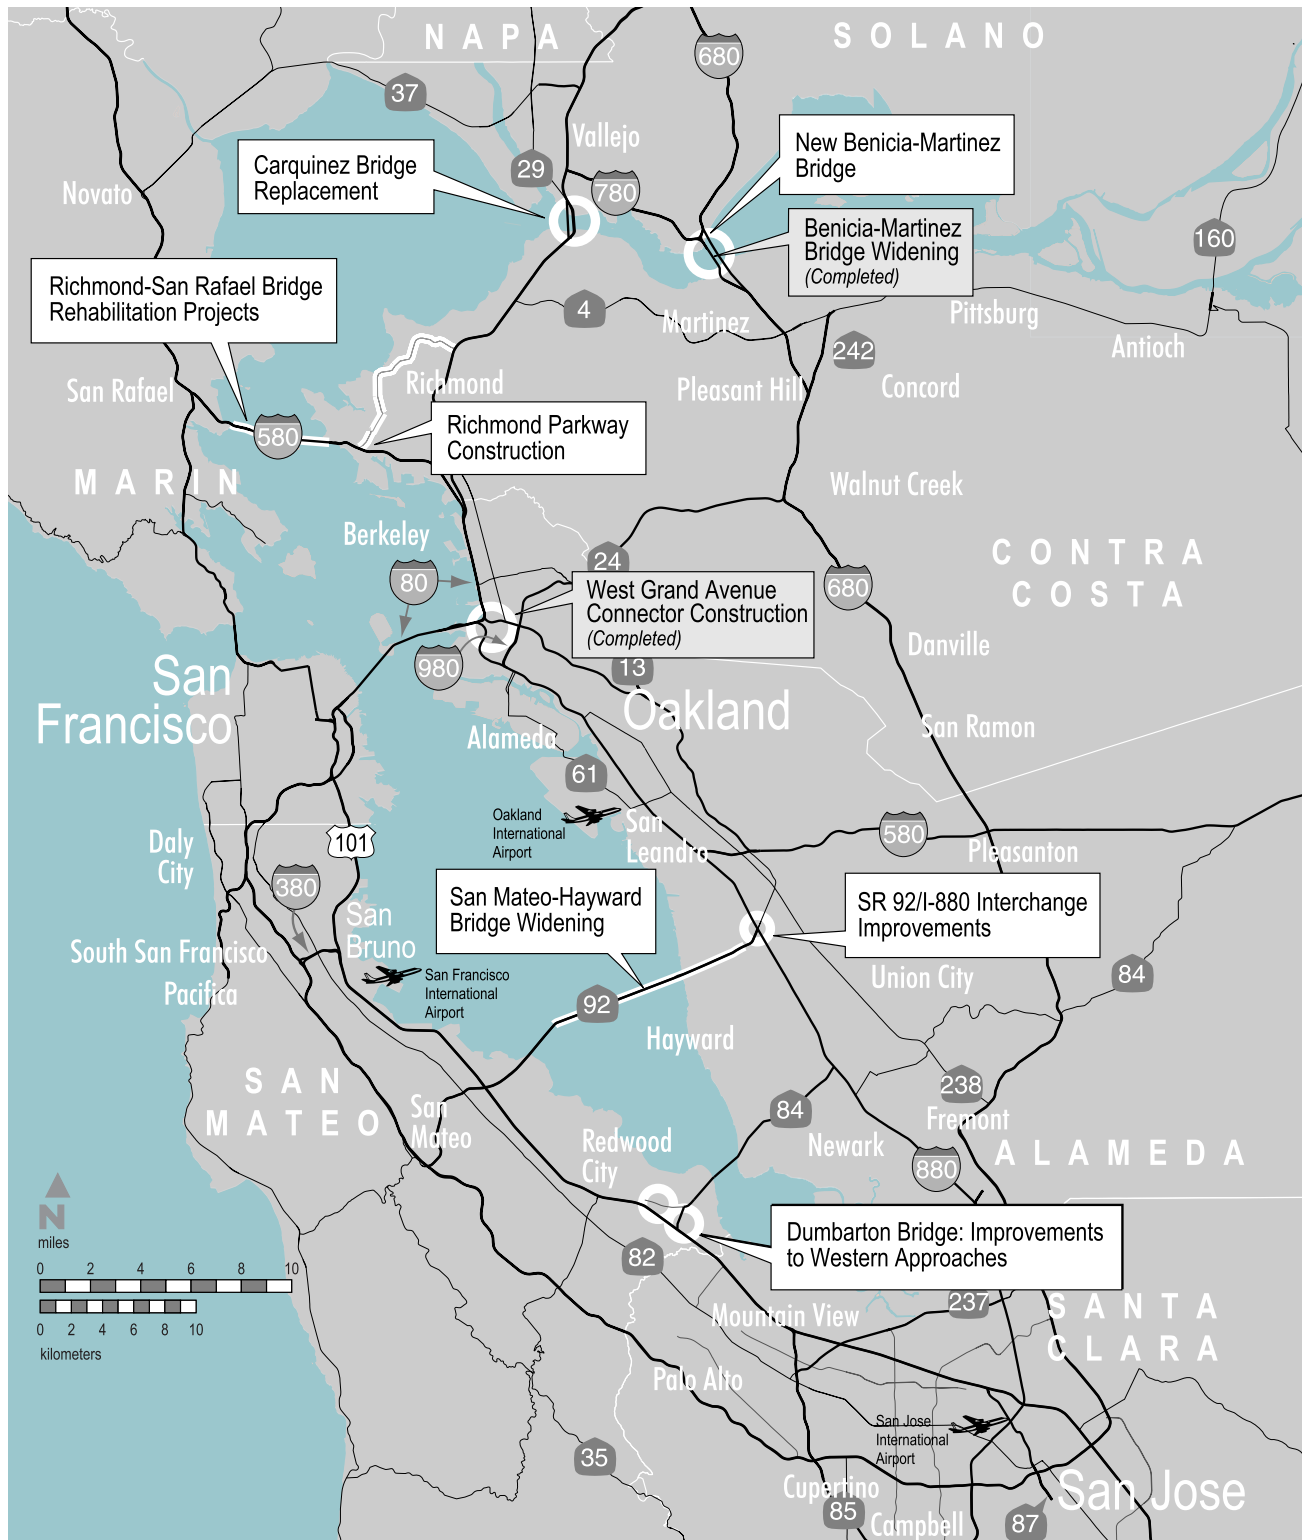 NAPA
SOLANO
680
37
Vallejo
New Benicia-Martinez
Bridge
Carquinez Bridge
Replacement
29
780
Novato
Benicia-Martinez
Bridge Widening
(Completed)
160
Richmond-San Rafael Bridge
Rehabilitation Projects
4
Martinez
Pittsburg
Antioch
242
San Rafael
Richmond
Pleasant Hill
Concord
580
Richmond Parkway
Construction
MARIN
Walnut Creek
Berkeley
80
24
CONTRA
COSTA
680
West Grand Avenue
Connector Construction
(Completed)
980
13
Danville
San
Francisco
Oakland
San Ramon
Alameda
61
Oakland
International
Airport
San
Leandro
580
Pleasanton
101
Daly
City
380
San Mateo-Hayward
Bridge Widening
SR 92/I-880 Interchange
Improvements
San
Bruno
South San Francisco
Pacifica
San Francisco
International
Airport
Union City
84
92
Hayward
SAN
MATEO
San
Mateo
238
84
Fremont
Redwood
City
Newark
880
ALAMEDA
N
miles
0 2 4 6 8 10
0 2 4 6 8 10
kilometers
Dumbarton Bridge: Improvements
to Western Approaches
82
237
Mountain View
SANTA
CLARA
Palo Alto
San Jose
International
Airport
35
Cupertino
San Jose
85
Campbell
87